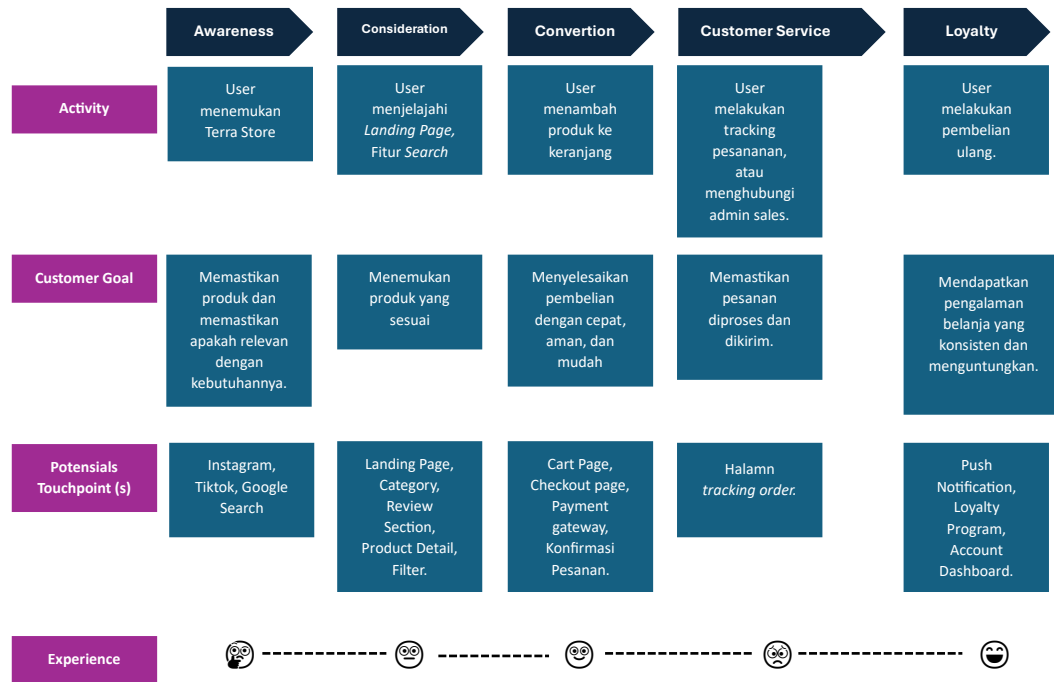 Awareness
Consideration
Convertion
Customer Service
Loyalty
Activity
User
menemukan
Terra Store
User
menjelajahi
Landing Page,
Fitur Search
User
menambah
produk ke
keranjang
User
melakukan
tracking
pesananan,
atau
menghubungi
admin sales.
User
melakukan
pembelian
ulang.
Customer Goal
Memastikan
produk dan
memastikan
apakah relevan
dengan
kebutuhannya.
Menemukan
produk yang
sesuai
Menyelesaikan
pembelian
dengan cepat,
aman, dan
mudah
Memastikan
pesanan
diproses dan
dikirim.
Mendapatkan
pengalaman
belanja yang
konsisten dan
menguntungkan.
Potensials
Touchpoint (s)
Instagram,
Tiktok, Google
Search
Landing Page,
Category,
Review
Section,
Product Detail,
Filter.
Cart Page,
Checkout page,
Payment
gateway,
Konfirmasi
Pesanan.
Halamn
tracking order.
Push
Notification,
Loyalty
Program,
Account
Dashboard.
Experience